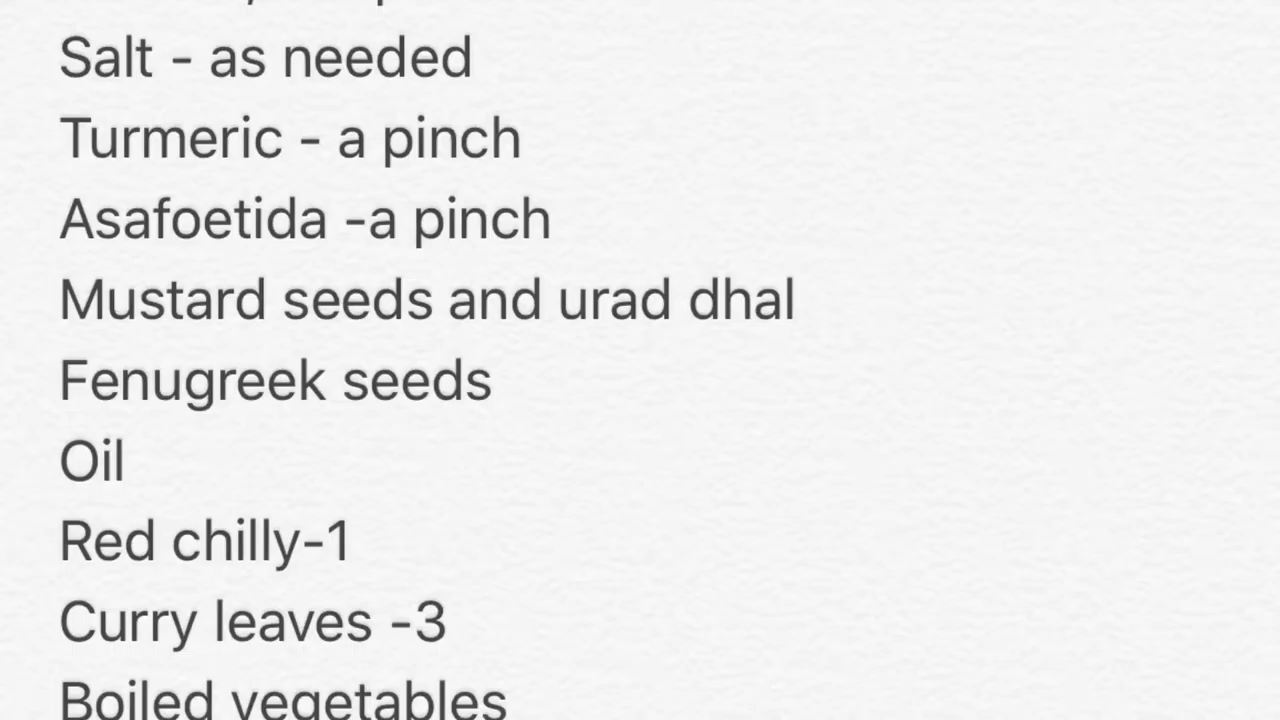 Salt - as needed
Turmeric - a pinch
Asafoetida -a pinch
Mustard seeds and urad dhal
Fenugreek seeds
Oil
Red chilly-1
Curry leaves -3
Boiled vegetables